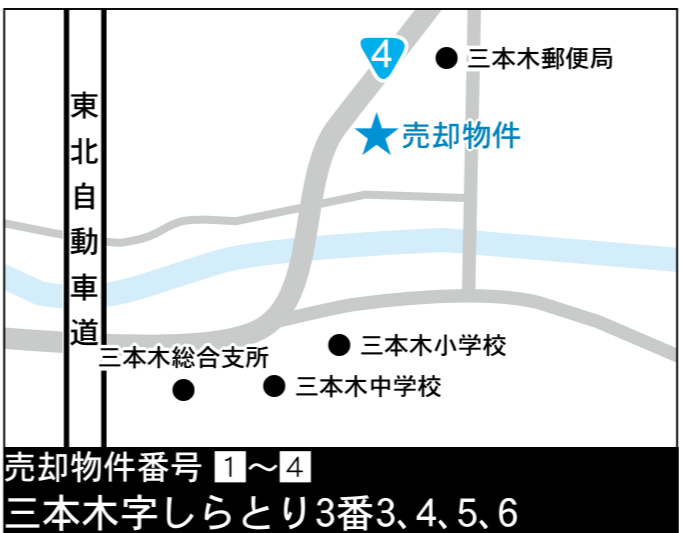 4
三本木郵便局
売却物件
東北自動車道
三本木小学校
三本木総合支所
三本木中学校
売却物件番号 1～4
三本木字しらとり3番3、4、5、6